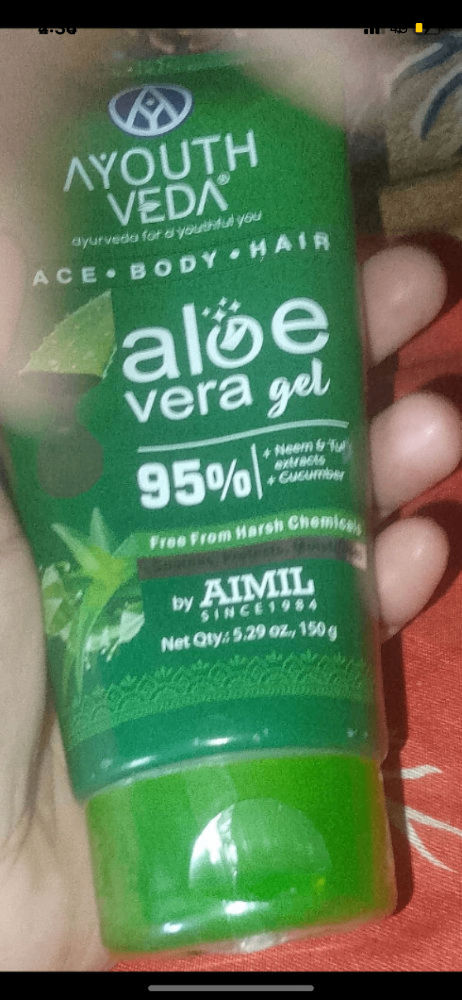 AYOUTH
VEDA®
ayurveda for a youthful you
ACE • BODY • HAIR
aloe
vera gel
95%
+ Neem &
extracts
+ Cucumber
Free From Harsh Chemicals
by AIMIL
SINCE 1984
Net Qty.: 5.29 oz., 150 g